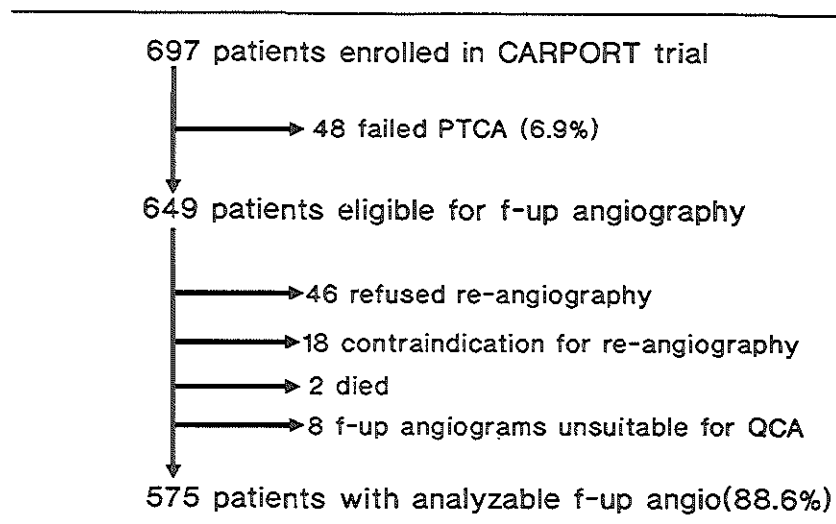 697 patients enrolled in CARPORT trial
48 failed PTCA (6.9%)
649 patients eligible for f-up angiography
46 refused re-angiography
18 contraindication for re-angiography
2 died
8 f-up angiograms unsuitable for QCA
575 patients with analyzable f-up angio(88.6%)